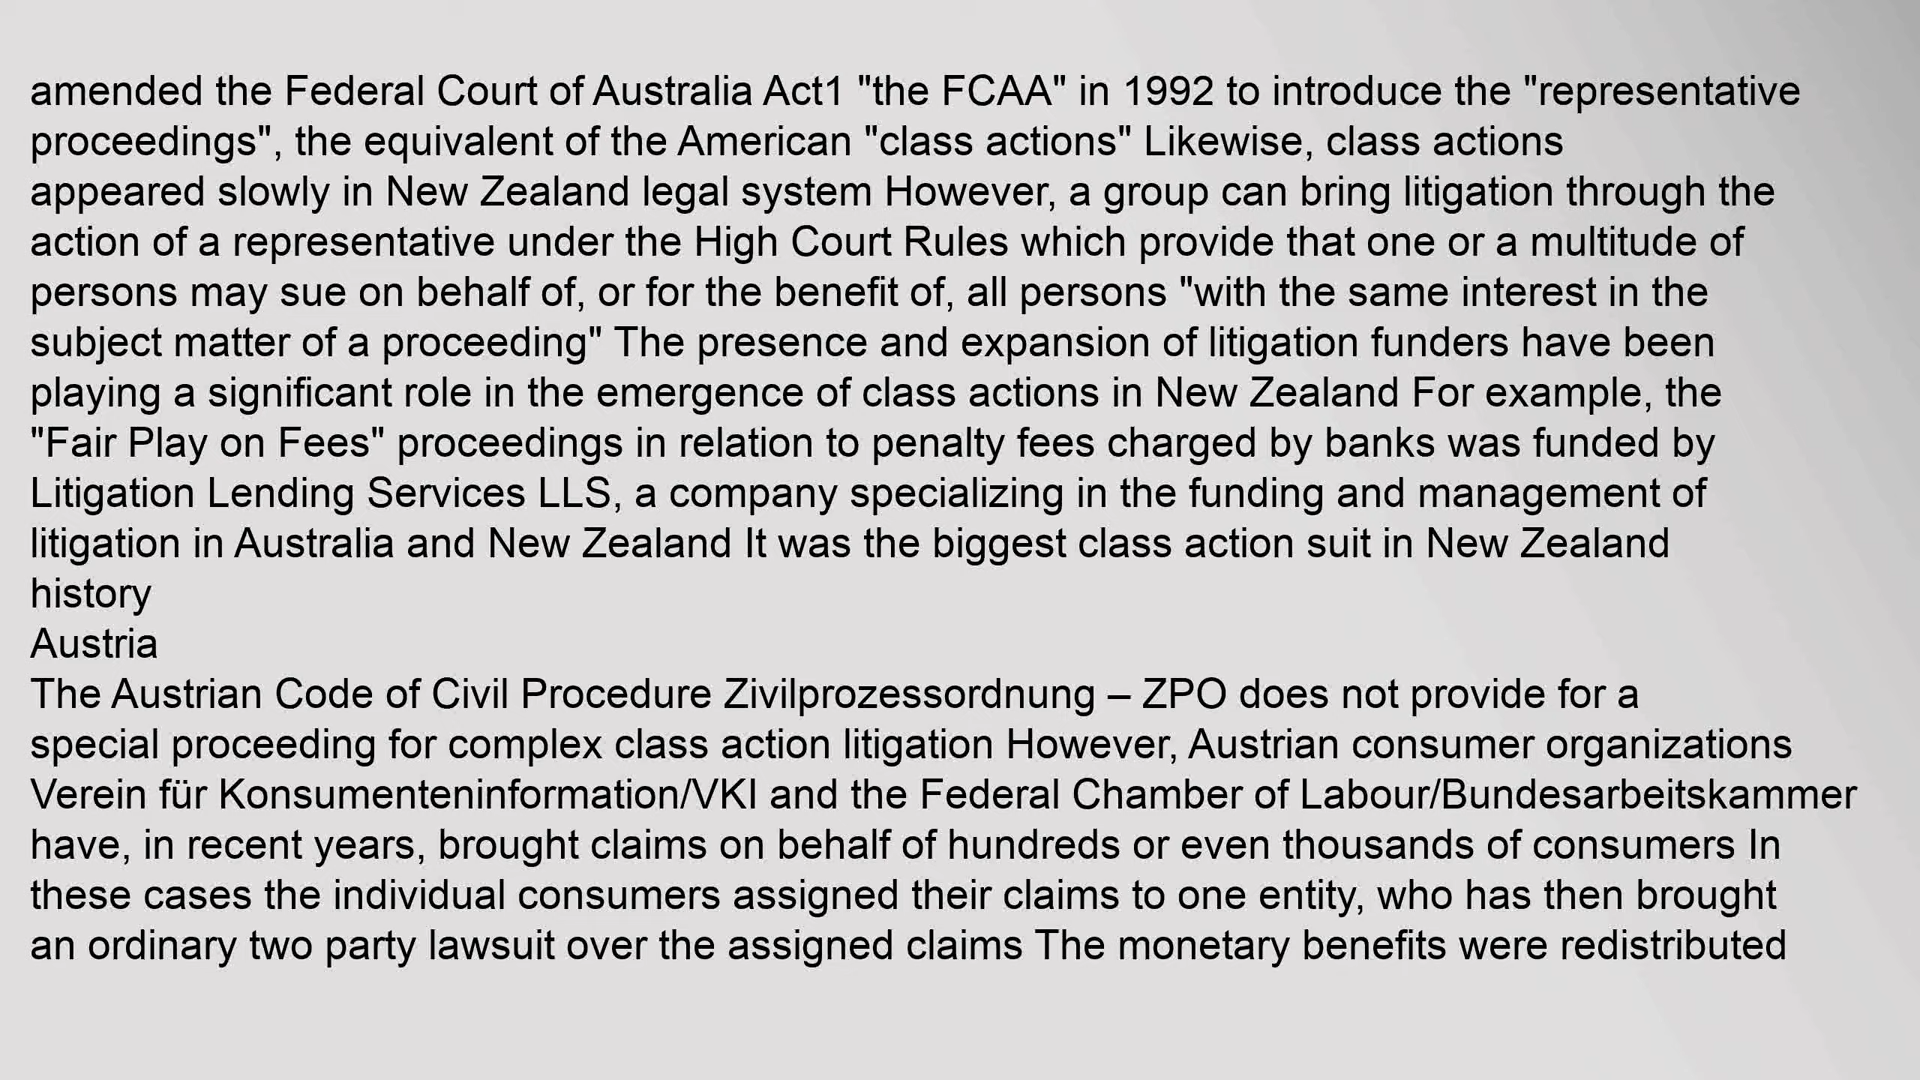 amended the Federal Court of Australia Act1 "the FCAA" in 1992 to introduce the "representative
proceedings", the equivalent of the American "class actions" Likewise, class actions
appeared slowly in New Zealand legal system However, a group can bring litigation through the
action of a representative under the High Court Rules which provide that one or a multitude of
persons may sue on behalf of, or for the benefit of, all persons "with the same interest in the
subject matter of a proceeding" The presence and expansion of litigation funders have been
playing a significant role in the emergence of class actions in New Zealand For example, the
"Fair Play on Fees" proceedings in relation to penalty fees charged by banks was funded by
Litigation Lending Services LLS, a company specializing in the funding and management of
litigation in Australia and New Zealand It was the biggest class action suit in New Zealand
history
Austria
The Austrian Code of Civil Procedure Zivilprozessordnung – ZPO does not provide for a
special proceeding for complex class action litigation However, Austrian consumer organizations
Verein für Konsumenteninformation/VKI and the Federal Chamber of Labour/Bundesarbeitskammer
have, in recent years, brought claims on behalf of hundreds or even thousands of consumers In
these cases the individual consumers assigned their claims to one entity, who has then brought
an ordinary two party lawsuit over the assigned claims The monetary benefits were redistributed